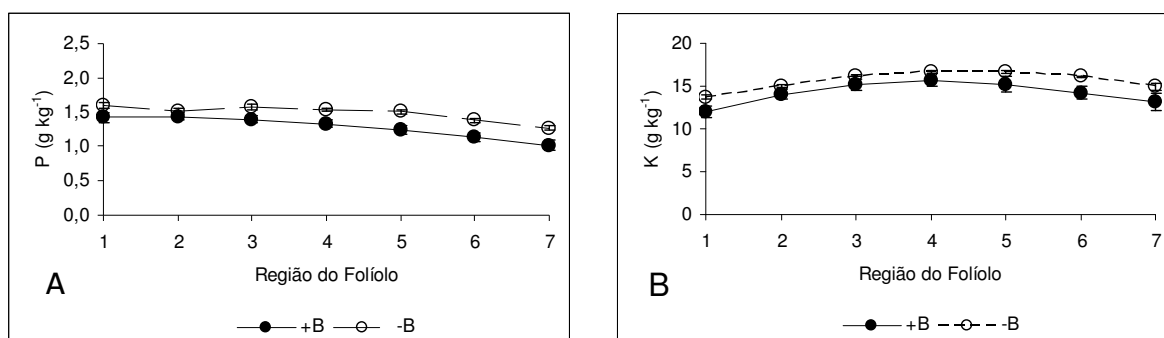 2,5
2,0
1,5
1,0
0,5
0,0
P (g kg⁻¹)
1 2 3 4 5 6 7
Região do Folíolo
A
+B -B
20
15
10
5
0
K (g kg⁻¹)
1 2 3 4 5 6 7
Região do Folíolo
B
+B -B